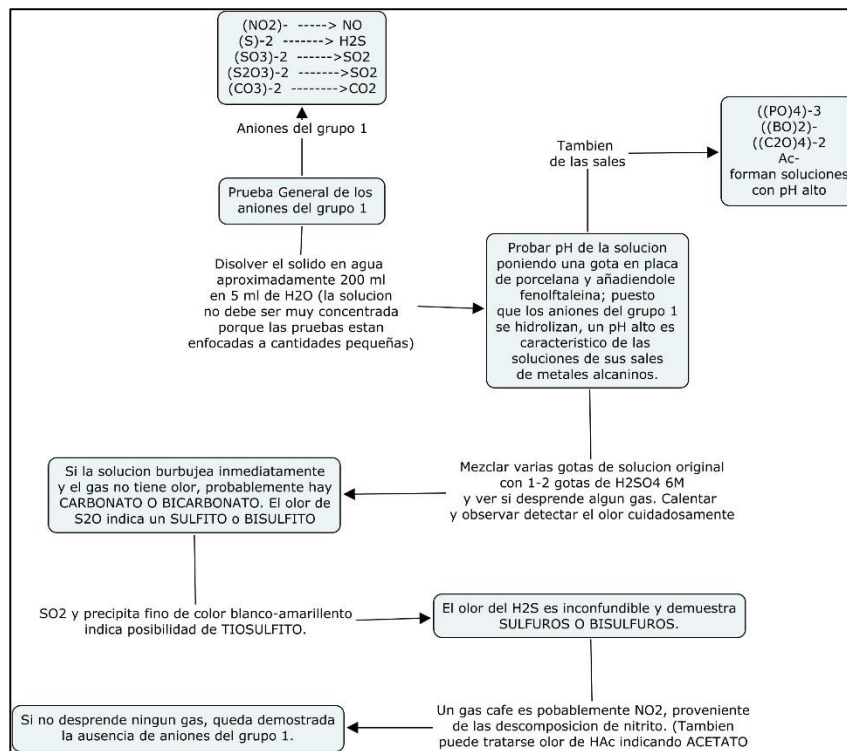 (NO2)- -----> NO
(S)-2 ------> H2S
(SO3)-2 ------>SO2
(S2O3)-2 ------>SO2
(CO3)-2 -------->CO2
Aniones del grupo 1
Prueba General de los
aniones del grupo 1
Tambien
de las sales
((PO)4)-3
((BO)2)-
((C2O)4)-2
Ac-
forman soluciones
con pH alto
Disolver el solido en agua
aproximadamente 200 ml
en 5 ml de H2O (la solucion
no debe ser muy concentrada
porque las pruebas estan
enfocadas a cantidades pequeñas)
Probar pH de la solucion
poniendo una gota en placa
de porcelana y añadiendole
fenolftaleina; puesto
que los aniones del grupo 1
se hidrolizan, un pH alto es
caracteristico de las
soluciones de sus sales
de metales alcaninos.
Mezclar varias gotas de solucion original
con 1-2 gotas de H2SO4 6M
y ver si desprende algun gas. Calentar
y observar detectar el olor cuidadosamente
Si la solucion burbujea inmediatamente
y el gas no tiene olor, probablemente hay
CARBONATO O BICARBONATO. El olor de
S2O indica un SULFITO o BISULFITO
SO2 y precipita fino de color blanco-amarillento
indica posibilidad de TIOSULFITO.
El olor del H2S es inconfundible y demuestra
SULFUROS O BISULFUROS.
Un gas cafe es pobablemente NO2, proveniente
de las descomposicion de nitrito. (Tambien
puede tratarse olor de HAc indicando ACETATO
Si no desprende ningun gas, queda demostrada
la ausencia de aniones del grupo 1.